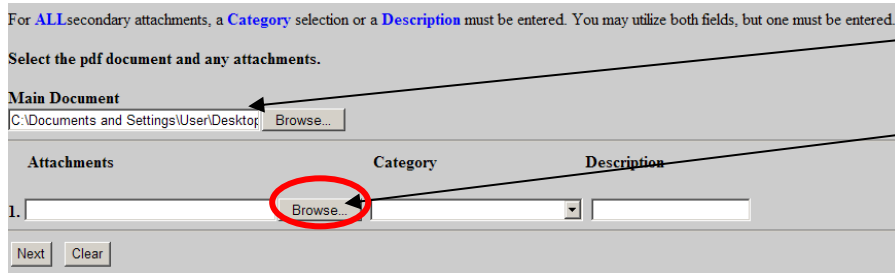 For ALLsecondary attachments, a Category selection or a Description must be entered. You may utilize both fields, but one must be entered.
Select the pdf document and any attachments.
Main Document
C:\Documents and Settings\User\Desktop Browse...
Attachments Category Description
1. Browse...
Next Clear